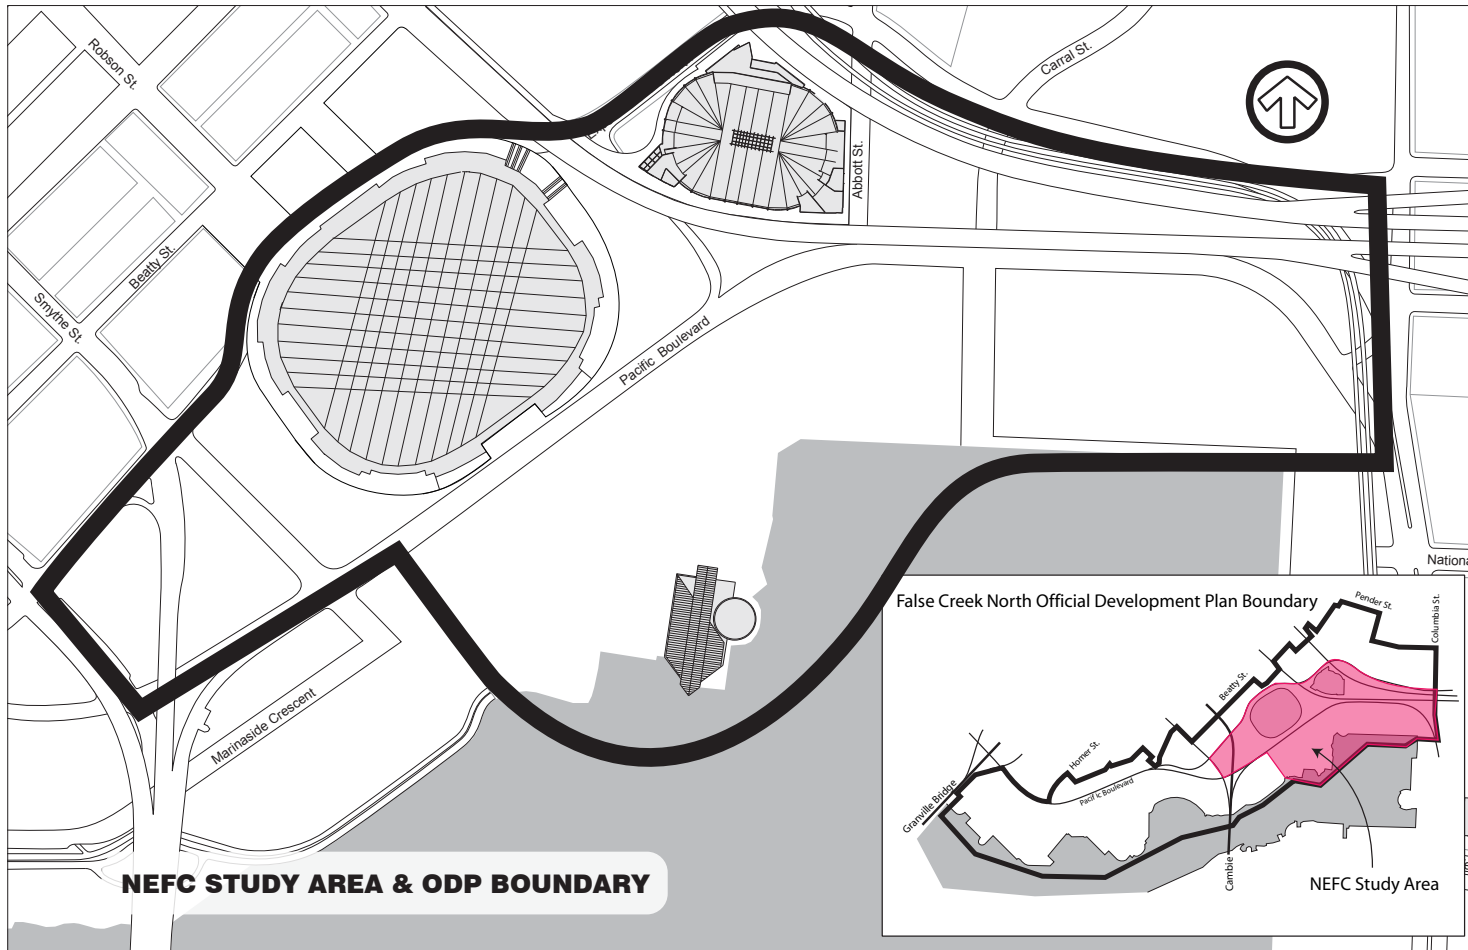 Robson St.
Carral St.
Abbott St.
Beatty St.
Smythe St.
Pacific Boulevard
Marinaside Crescent
Nationa
NEFC STUDY AREA & ODP BOUNDARY
False Creek North Official Development Plan Boundary
Pender St.
Columbia St.
Beatty St.
Homer St.
Pacific Boulevard
Granville Bridge
Cambie
NEFC Study Area